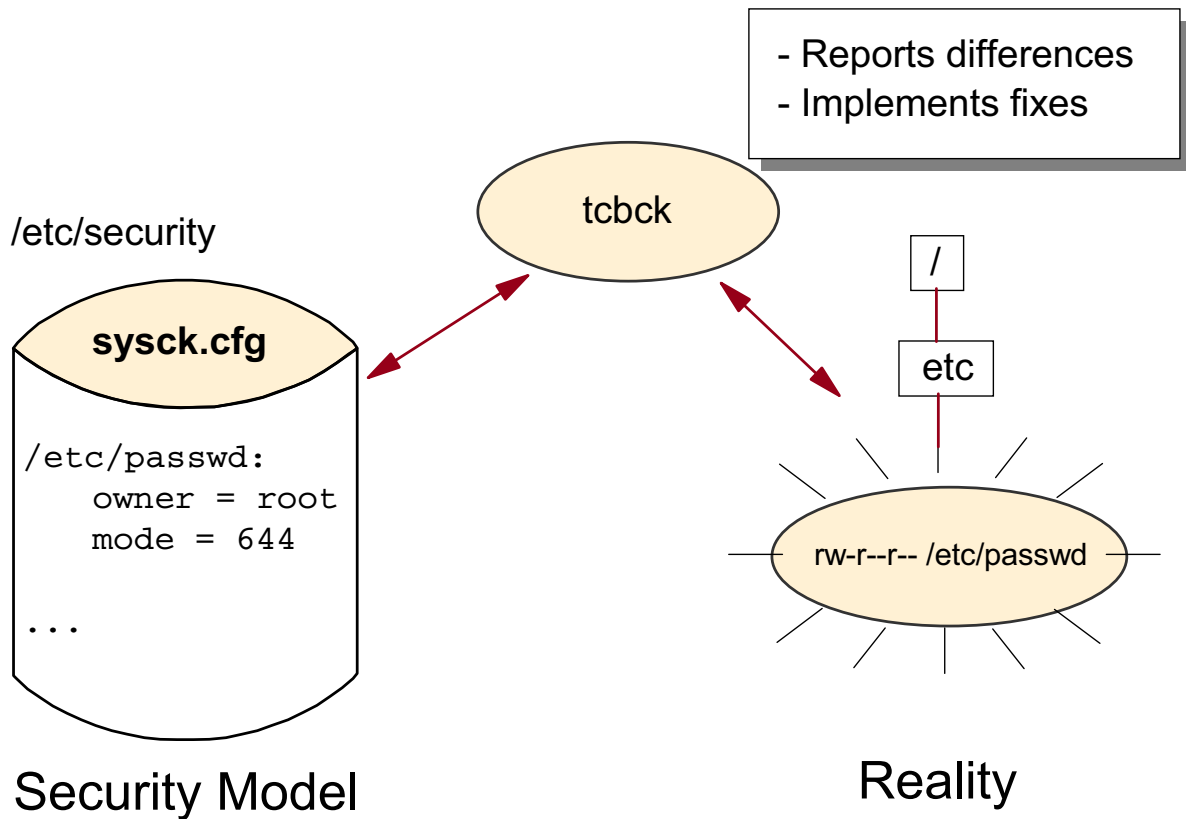 - Reports differences
- Implements fixes
tcbck
/etc/security
sysck.cfg
/etc/passwd:
owner = root
mode = 644
...
/
etc
rw-r--r-- /etc/passwd
Security Model
Reality